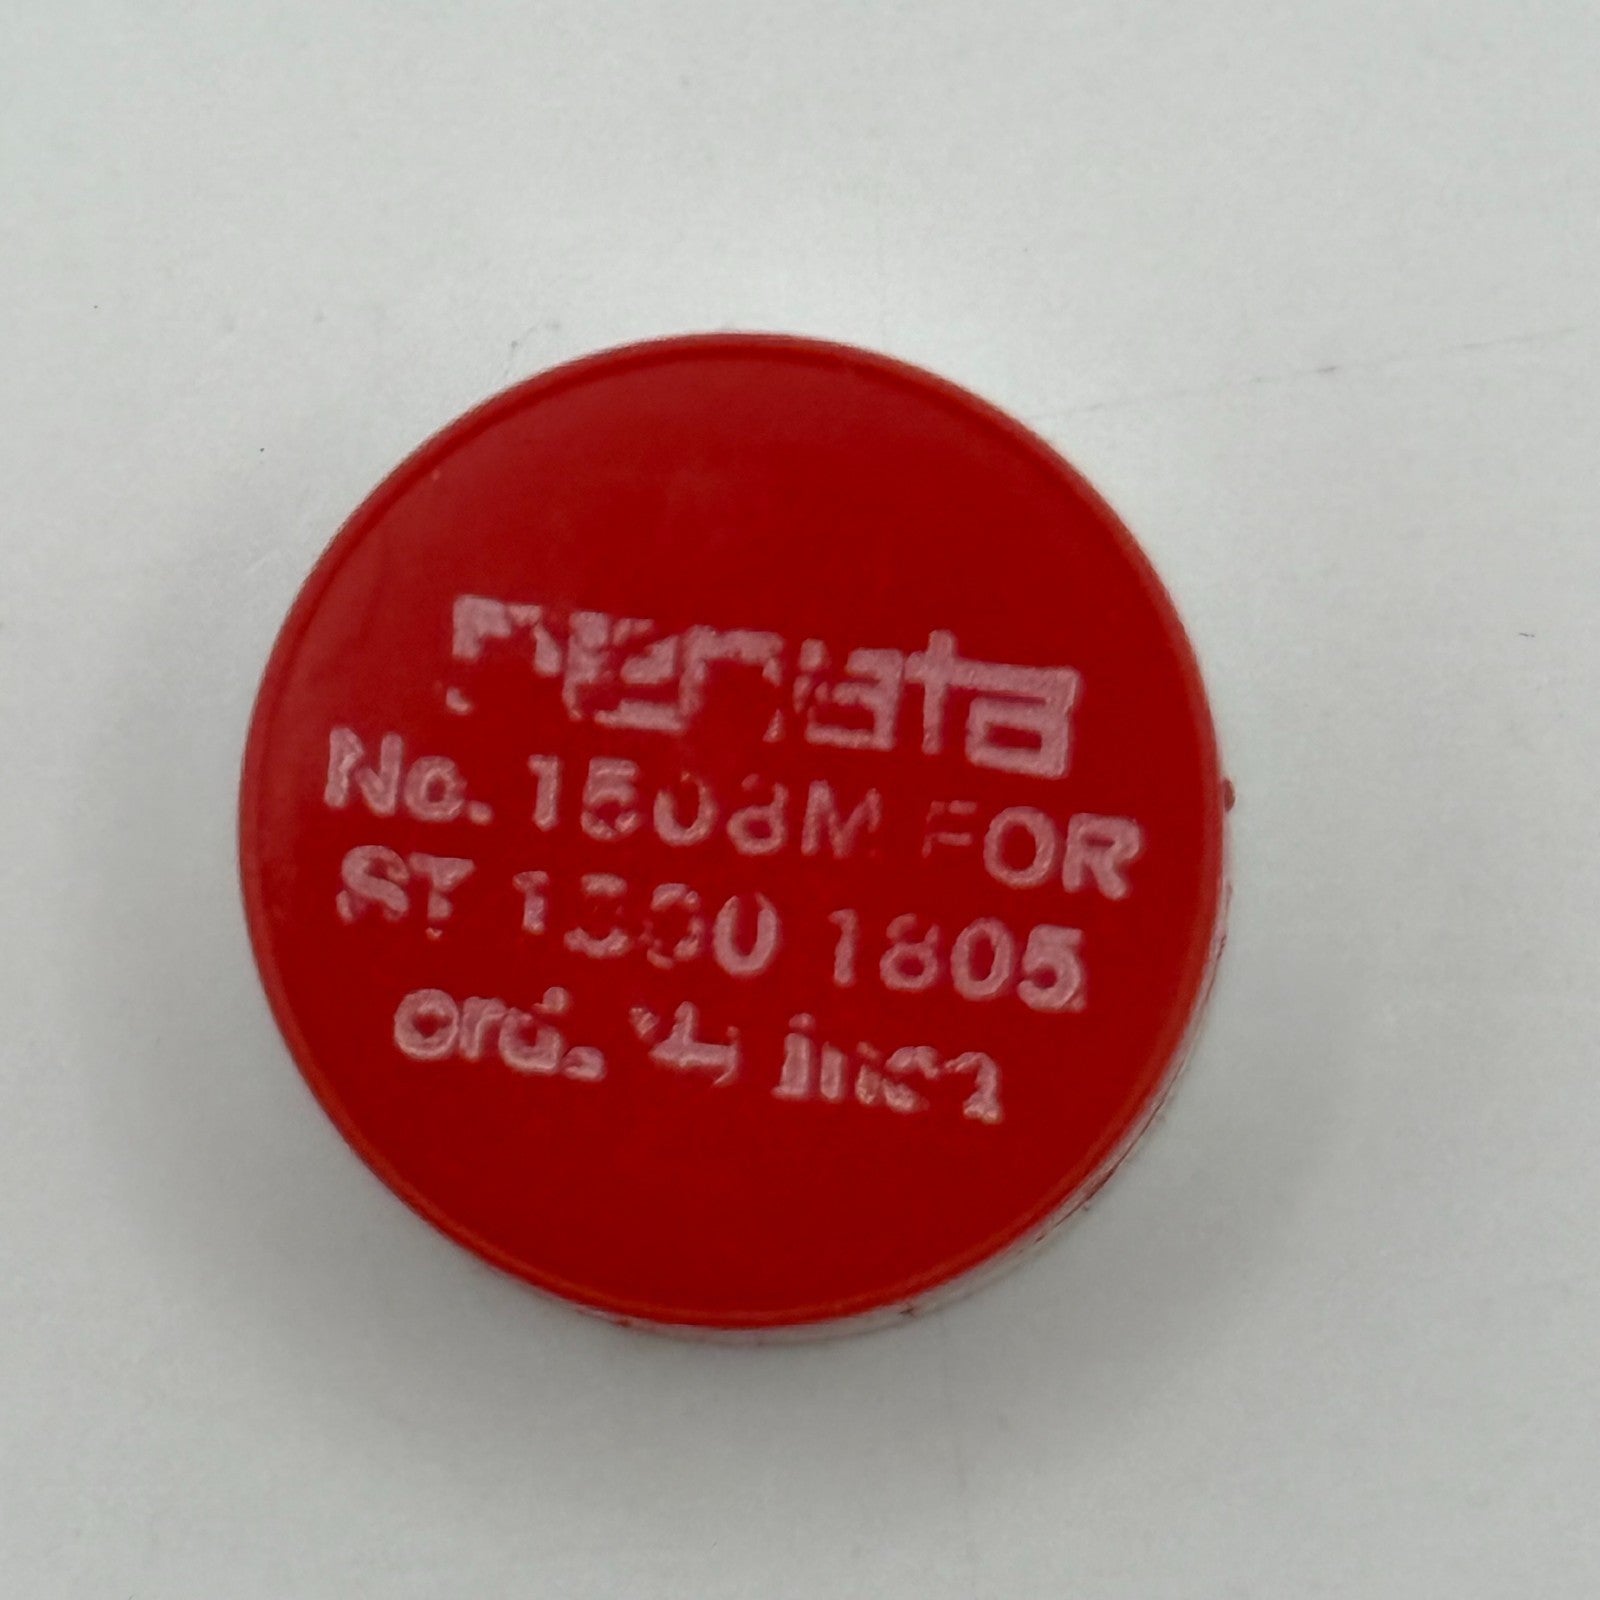 renata
No. 1508M FOR
ST 1800 1805
ord.